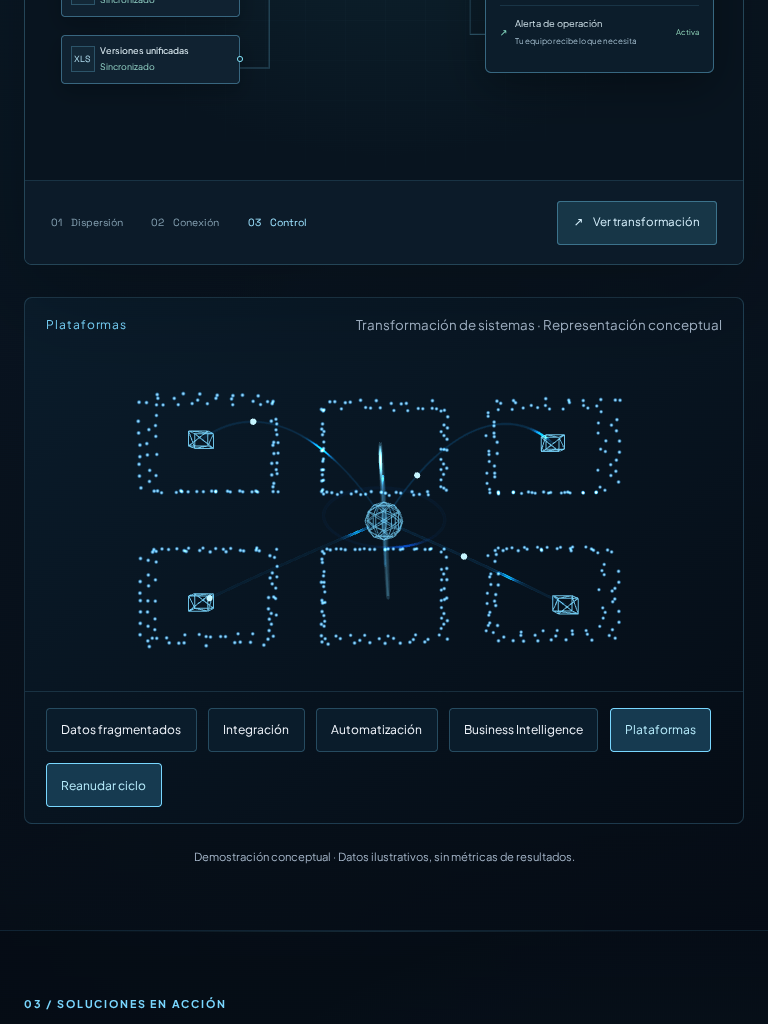 Sincronizado
XLS
Versiones unificadas
Sincronizado
↗
Alerta de operación
Tu equipo recibe lo que necesita
Activa
01 Dispersión
02 Conexión
03 Control
↗ Ver transformación
Plataformas
Transformación de sistemas · Representación conceptual
Datos fragmentados
Integración
Automatización
Business Intelligence
Plataformas
Reanudar ciclo
Demostración conceptual · Datos ilustrativos, sin métricas de resultados.
03 / SOLUCIONES EN ACCIÓN